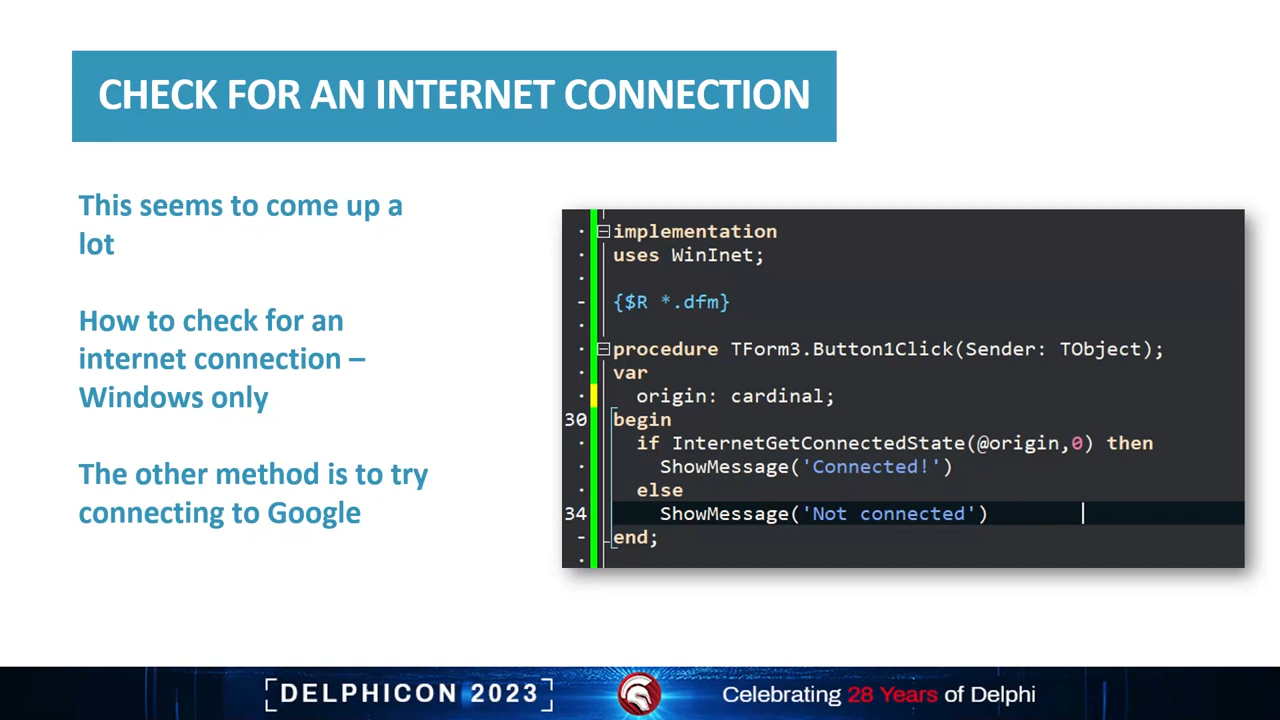 CHECK FOR AN INTERNET CONNECTION
This seems to come up a
lot
How to check for an
internet connection –
Windows only
The other method is to try
connecting to Google
implementation
uses WinInet;
{$R *.dfm}
procedure TForm3.Button1Click(Sender: TObject);
var
origin: cardinal;
30 begin
if InternetGetConnectedState(@origin,0) then
ShowMessage('Connected!')
else
34 ShowMessage('Not connected')
end;
[DELPHICON 2023]
Celebrating 28 Years of Delphi